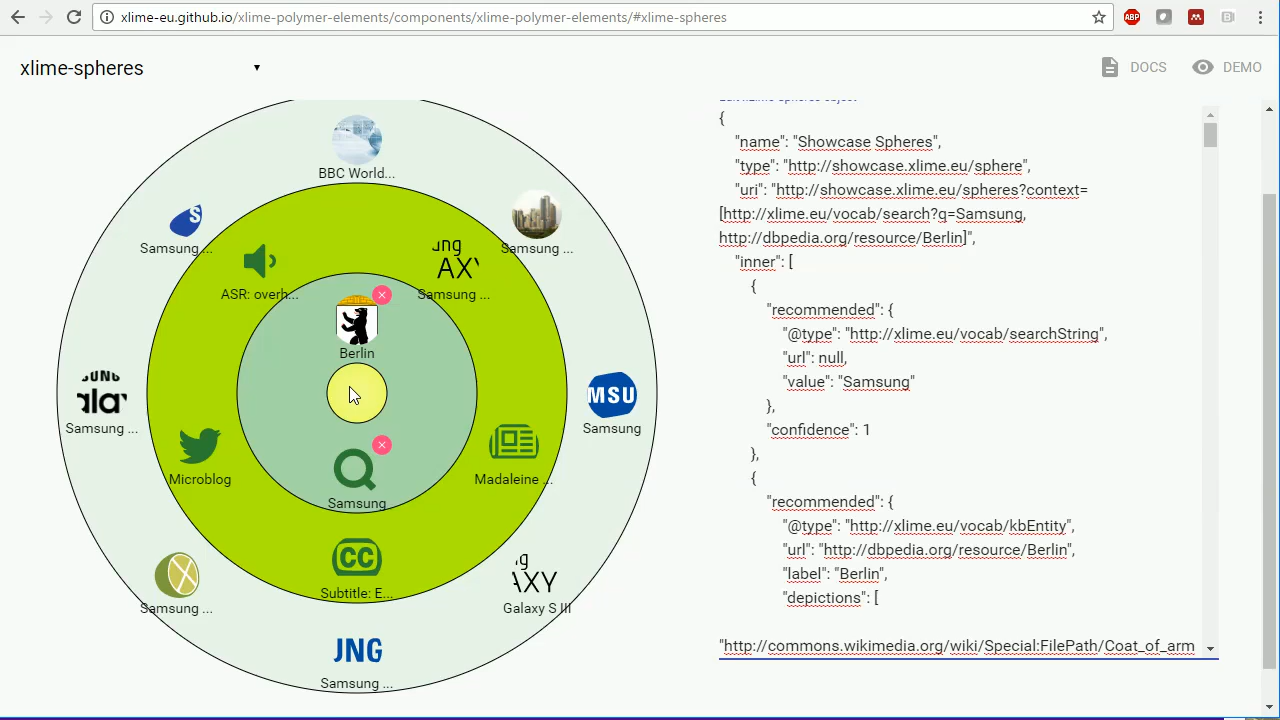 xlime-eu.github.io/xlime-polymer-elements/components/xlime-polymer-elements/#xlime-spheres
ABP
xlime-spheres
DOCS
DEMO
BBC World...
Samsung ...
Samsung ...
ASR: overh...
Samsung ...
Berlin
Samsung ...
MSU
Samsung
Microblog
Madaleine ...
Samsung
CC
Subtitle: E...
Samsung ...
Galaxy S III
JNG
Samsung ...
{
"name": "Showcase Spheres",
"type": "http://showcase.xlime.eu/sphere",
"uri": "http://showcase.xlime.eu/spheres?context=
[http://xlime.eu/vocab/search?q=Samsung,
http://dbpedia.org/resource/Berlin]",
"inner": [
{
"recommended": {
"@type": "http://xlime.eu/vocab/searchString",
"url": null,
"value": "Samsung"
},
"confidence": 1
},
{
"recommended": {
"@type": "http://xlime.eu/vocab/kbEntity",
"url": "http://dbpedia.org/resource/Berlin",
"label": "Berlin",
"depictions": [
"http://commons.wikimedia.org/wiki/Special:FilePath/Coat_of_arm